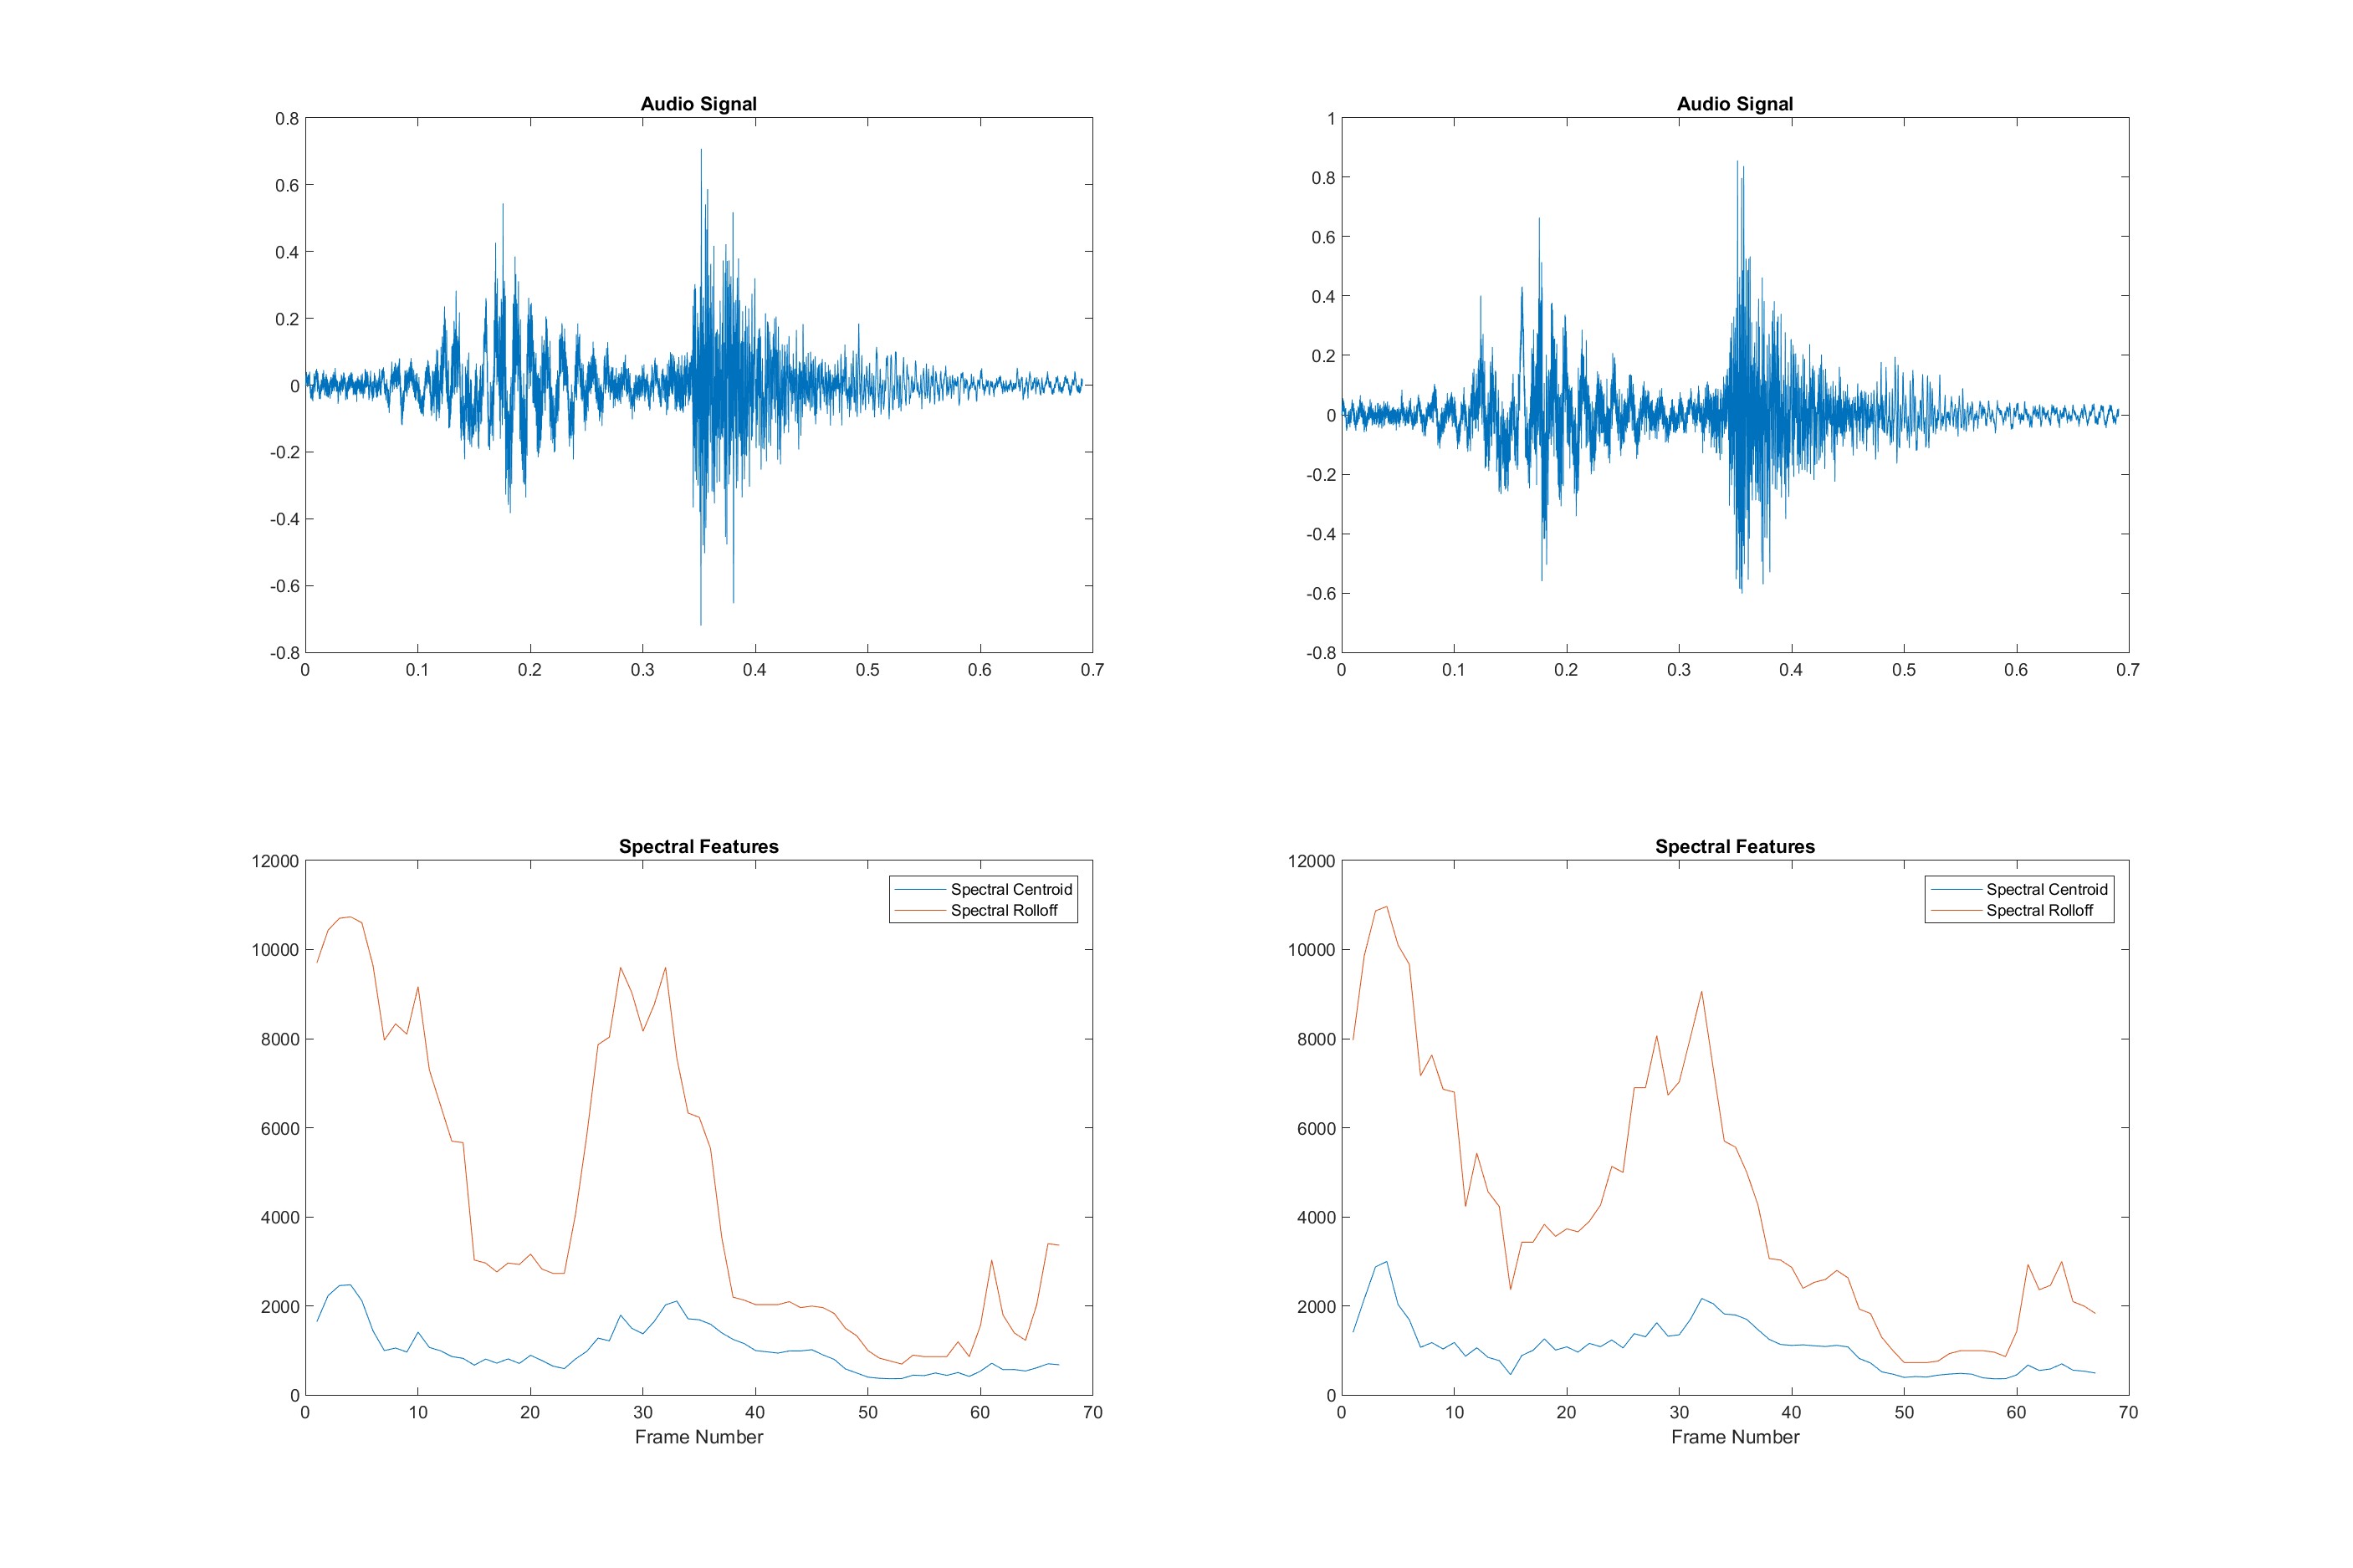 Audio Signal
0.8
0.6
0.4
0.2
0
-0.2
-0.4
-0.6
-0.8
0 0.1 0.2 0.3 0.4 0.5 0.6 0.7
Audio Signal
1
0.8
0.6
0.4
0.2
0
-0.2
-0.4
-0.6
-0.8
0 0.1 0.2 0.3 0.4 0.5 0.6 0.7
Spectral Features
12000
10000
8000
6000
4000
2000
0
Spectral Centroid
Spectral Rolloff
0 10 20 30 40 50 60 70
Frame Number
Spectral Features
12000
10000
8000
6000
4000
2000
0
Spectral Centroid
Spectral Rolloff
0 10 20 30 40 50 60 70
Frame Number